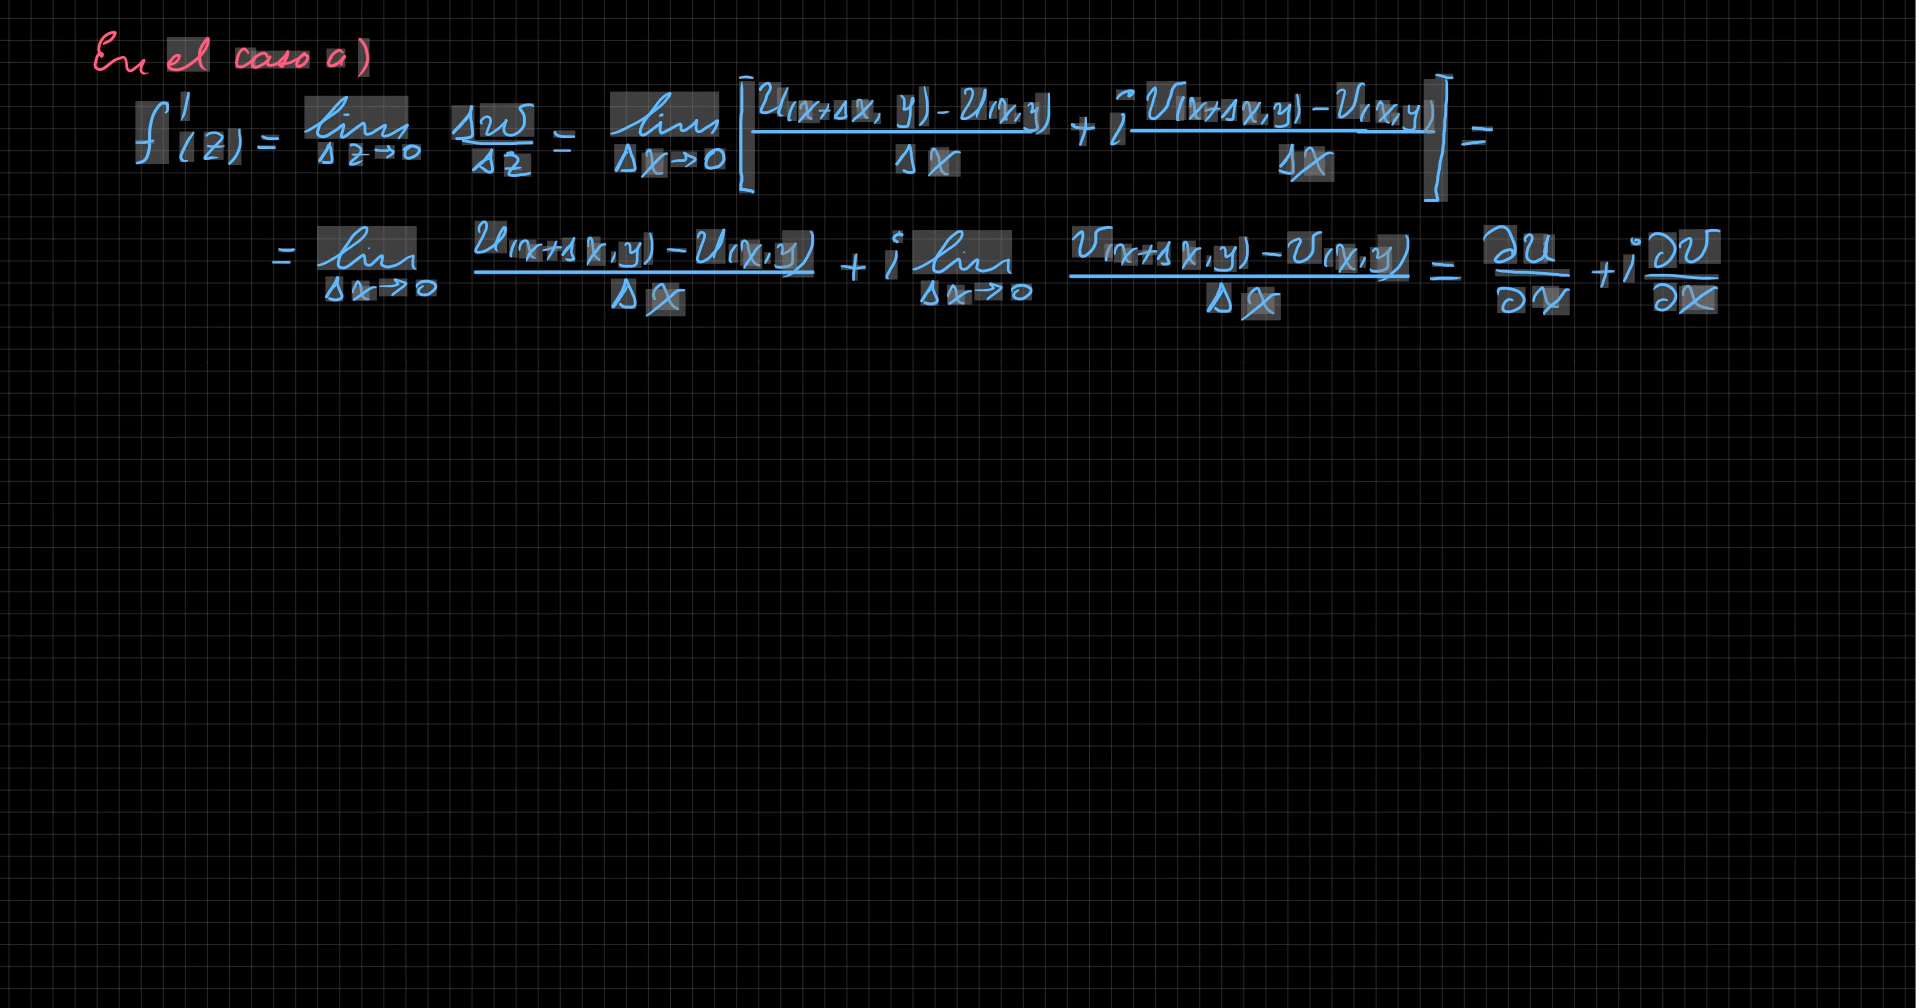 En el caso a)
f'(z) = lim_{Δz→0} Δw/Δz = lim_{Δx→0} [ (u(x+Δx, y) - u(x,y))/Δx + i (v(x+Δx,y) - v(x,y))/Δx ] =
= lim_{Δx→0} (u(x+Δx,y) - u(x,y))/Δx + i lim_{Δx→0} (v(x+Δx,y) - v(x,y))/Δx = ∂u/∂x + i ∂v/∂x